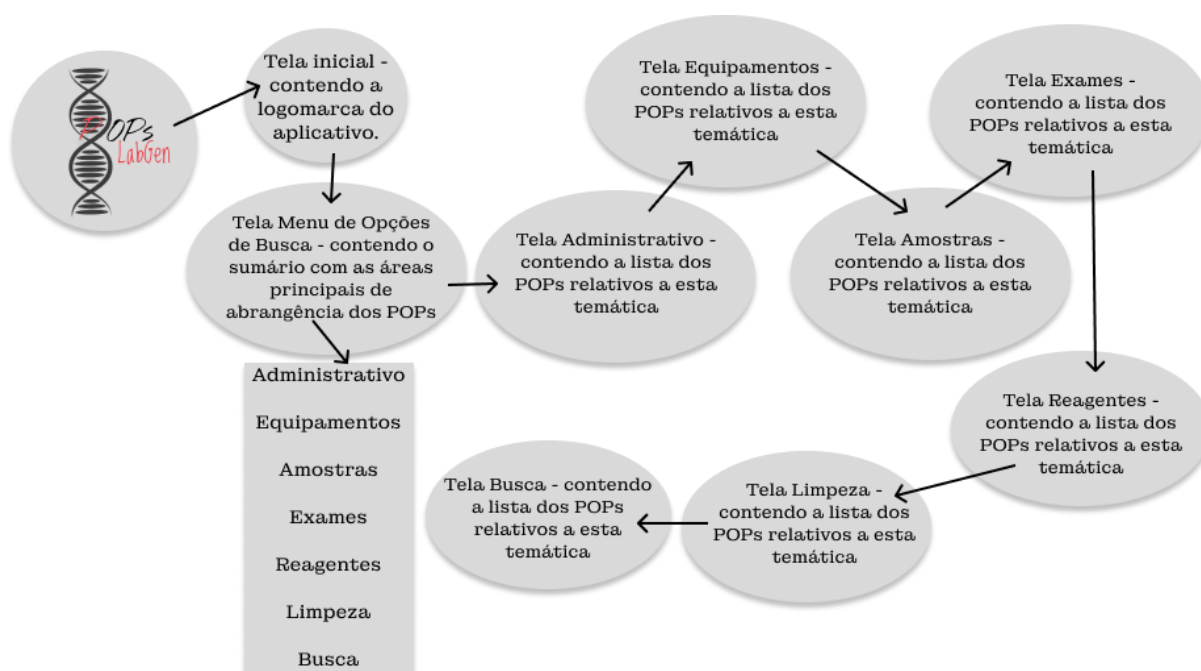 POPs
LabGen
Tela inicial -
contendo a
logomarca do
aplicativo.
Tela Menu de Opções
de Busca - contendo o
sumário com as áreas
principais de
abrangência dos POPs
Administrativo
Equipamentos
Amostras
Exames
Reagentes
Limpeza
Busca
Tela Administrativo -
contendo a lista dos
POPs relativos a esta
temática
Tela Equipamentos -
contendo a lista dos
POPs relativos a esta
temática
Tela Amostras -
contendo a lista dos
POPs relativos a esta
temática
Tela Exames -
contendo a lista dos
POPs relativos a esta
temática
Tela Reagentes -
contendo a lista dos
POPs relativos a esta
temática
Tela Limpeza -
contendo a lista dos
POPs relativos a esta
temática
Tela Busca - contendo
a lista dos POPs
relativos a esta
temática